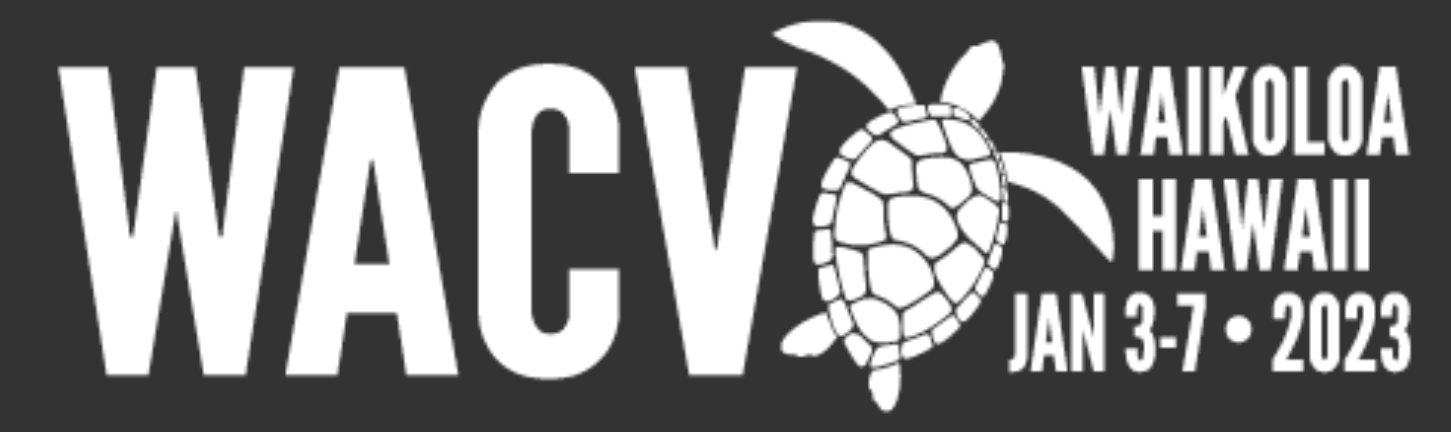 WACV
WAIKOLOA
HAWAII
JAN 3-7 • 2023